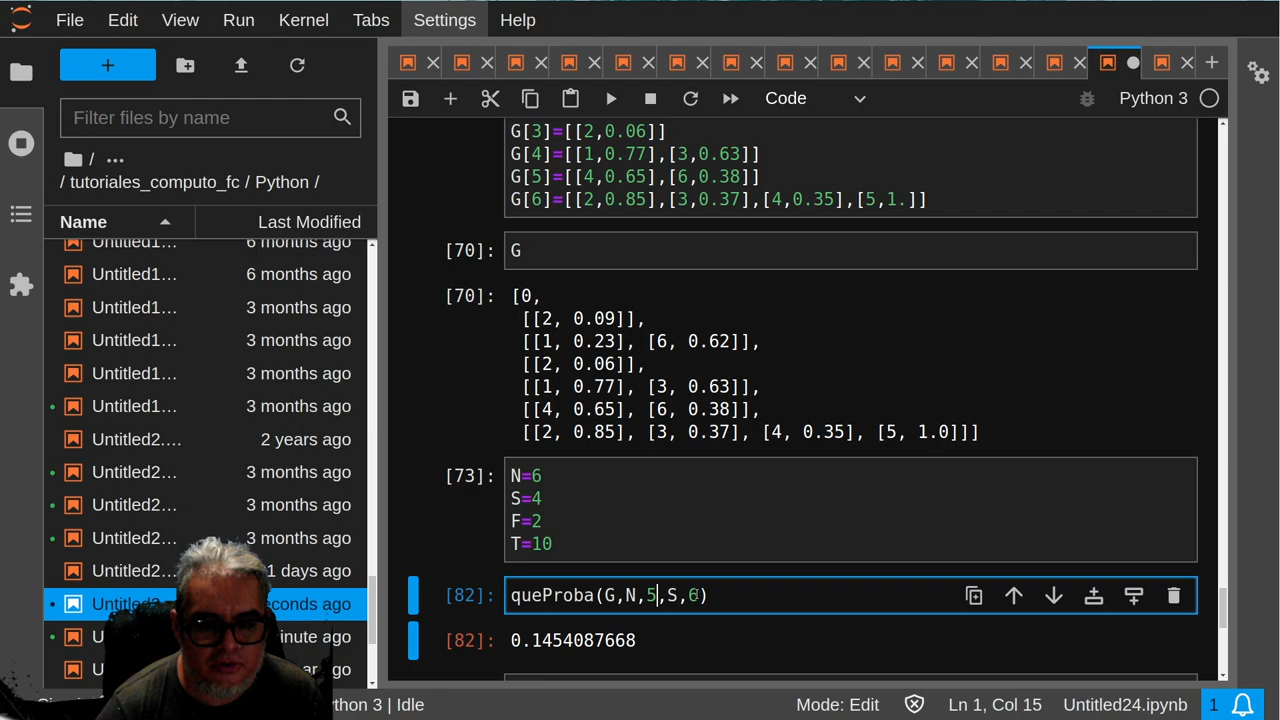 File Edit View Run Kernel Tabs Settings Help
Filter files by name
/ ...
/ tutoriales_computo_fc / Python /
Name Last Modified
Untitled1… 6 months ago
Untitled1… 6 months ago
Untitled1… 3 months ago
Untitled1… 3 months ago
Untitled1… 3 months ago
Untitled1… 3 months ago
Untitled2.… 2 years ago
Untitled2… 3 months ago
Untitled2… 3 months ago
Untitled2… 3 months ago
Untitled2… days ago
ago
ago
ago
Code
Python 3
G[3]=[[2,0.06]]
G[4]=[[1,0.77],[3,0.63]]
G[5]=[[4,0.65],[6,0.38]]
G[6]=[[2,0.85],[3,0.37],[4,0.35],[5,1.]]
[70]: G
[70]: [0,
[[2, 0.09]],
[[1, 0.23], [6, 0.62]],
[[2, 0.06]],
[[1, 0.77], [3, 0.63]],
[[4, 0.65], [6, 0.38]],
[[2, 0.85], [3, 0.37], [4, 0.35], [5, 1.0]]]
[73]: N=6
S=4
F=2
T=10
[82]: queProba(G,N,5,S,6)
[82]: 0.1454087668
3 | Idle
Mode: Edit
Ln 1, Col 15
Untitled24.ipynb
1